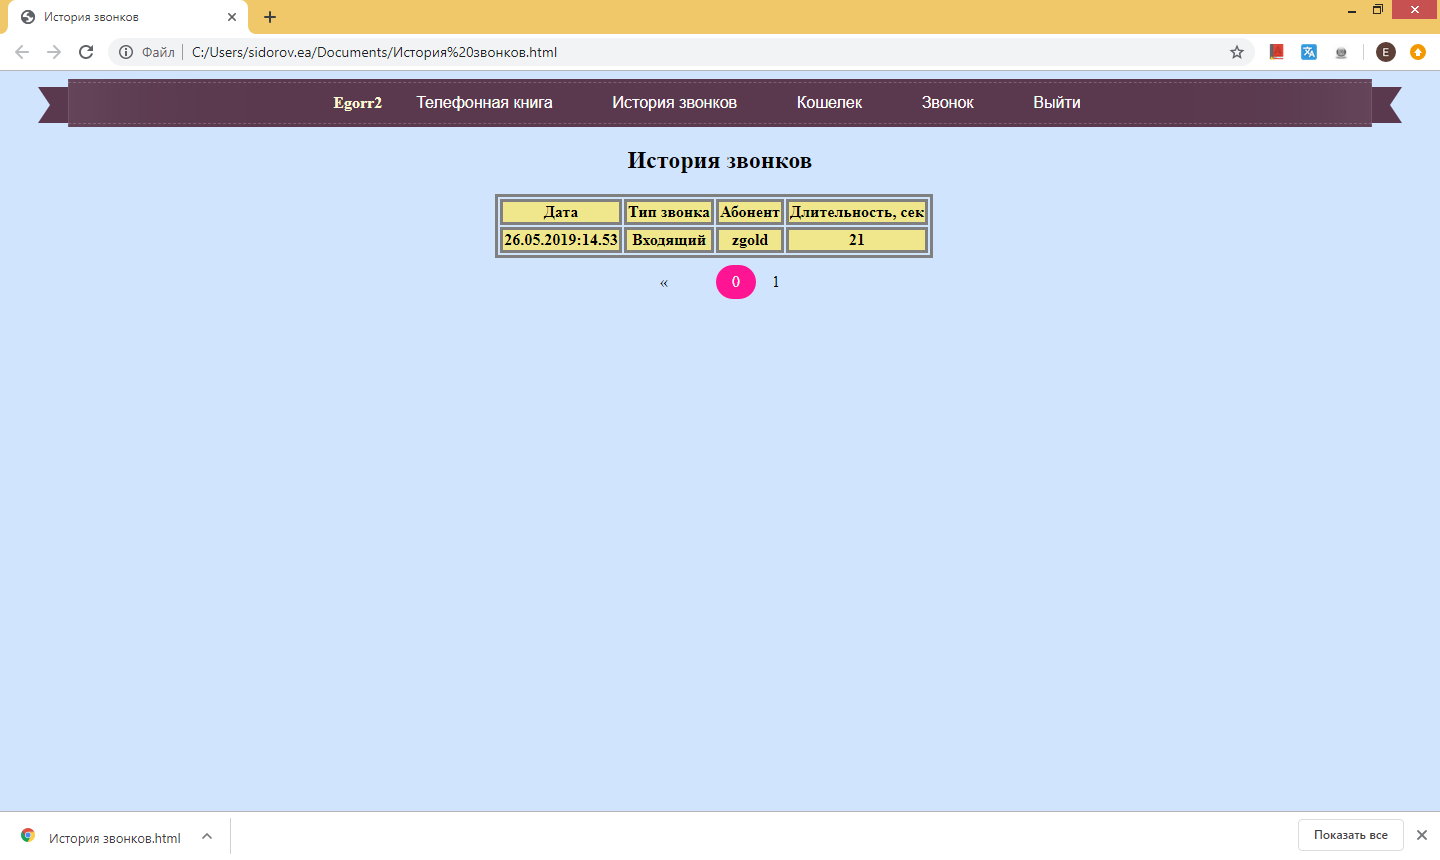 История звонков
Файл C:/Users/sidorov.ea/Documents/История%20звонков.html E
Egorr2 Телефонная книга История звонков Кошелек Звонок Выйти
История звонков
Дата Тип звонка Абонент Длительность, сек
26.05.2019:14.53 Входящий zgold 21
« 0 1
История звонков.html Показать все